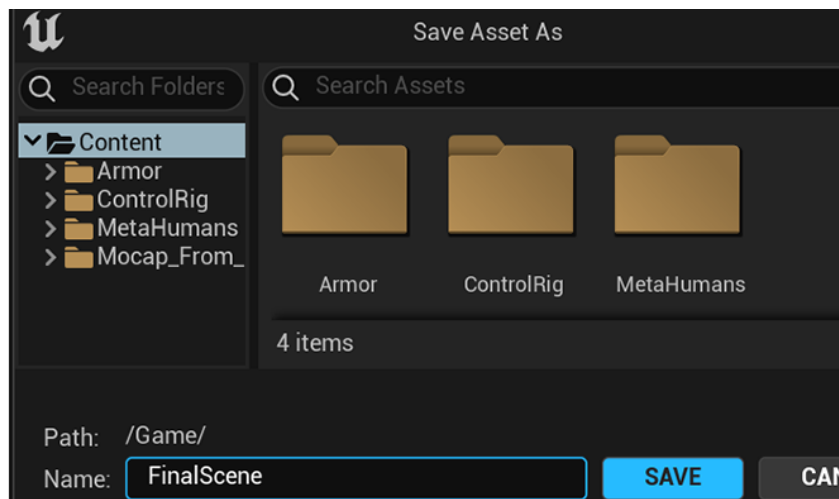 Save Asset As
Search Folders
Search Assets
Content
Armor
ControlRig
MetaHumans
Mocap_From_
Armor
ControlRig
MetaHumans
4 items
Path: /Game/
Name: FinalScene
SAVE
CAN